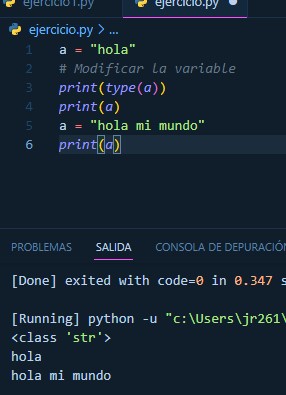 ejercicio1.py
ejercicio.py
ejercicio.py > ...
1 a = "hola"
2 # Modificar la variable
3 print(type(a))
4 print(a)
5 a = "hola mi mundo"
6 print(a)
PROBLEMAS SALIDA CONSOLA DE DEPURACIÓN
[Done] exited with code=0 in 0.347 s
[Running] python -u "c:\Users\jr261\
<class 'str'>
hola
hola mi mundo